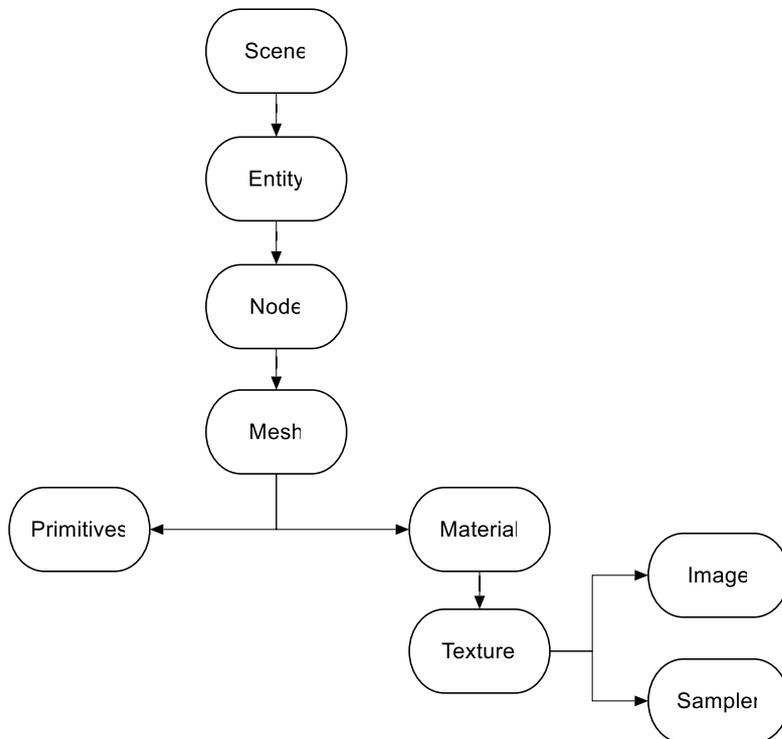 Scene
Entity
Node
Mesh
Primitives
Material
Image
Texture
Sampler